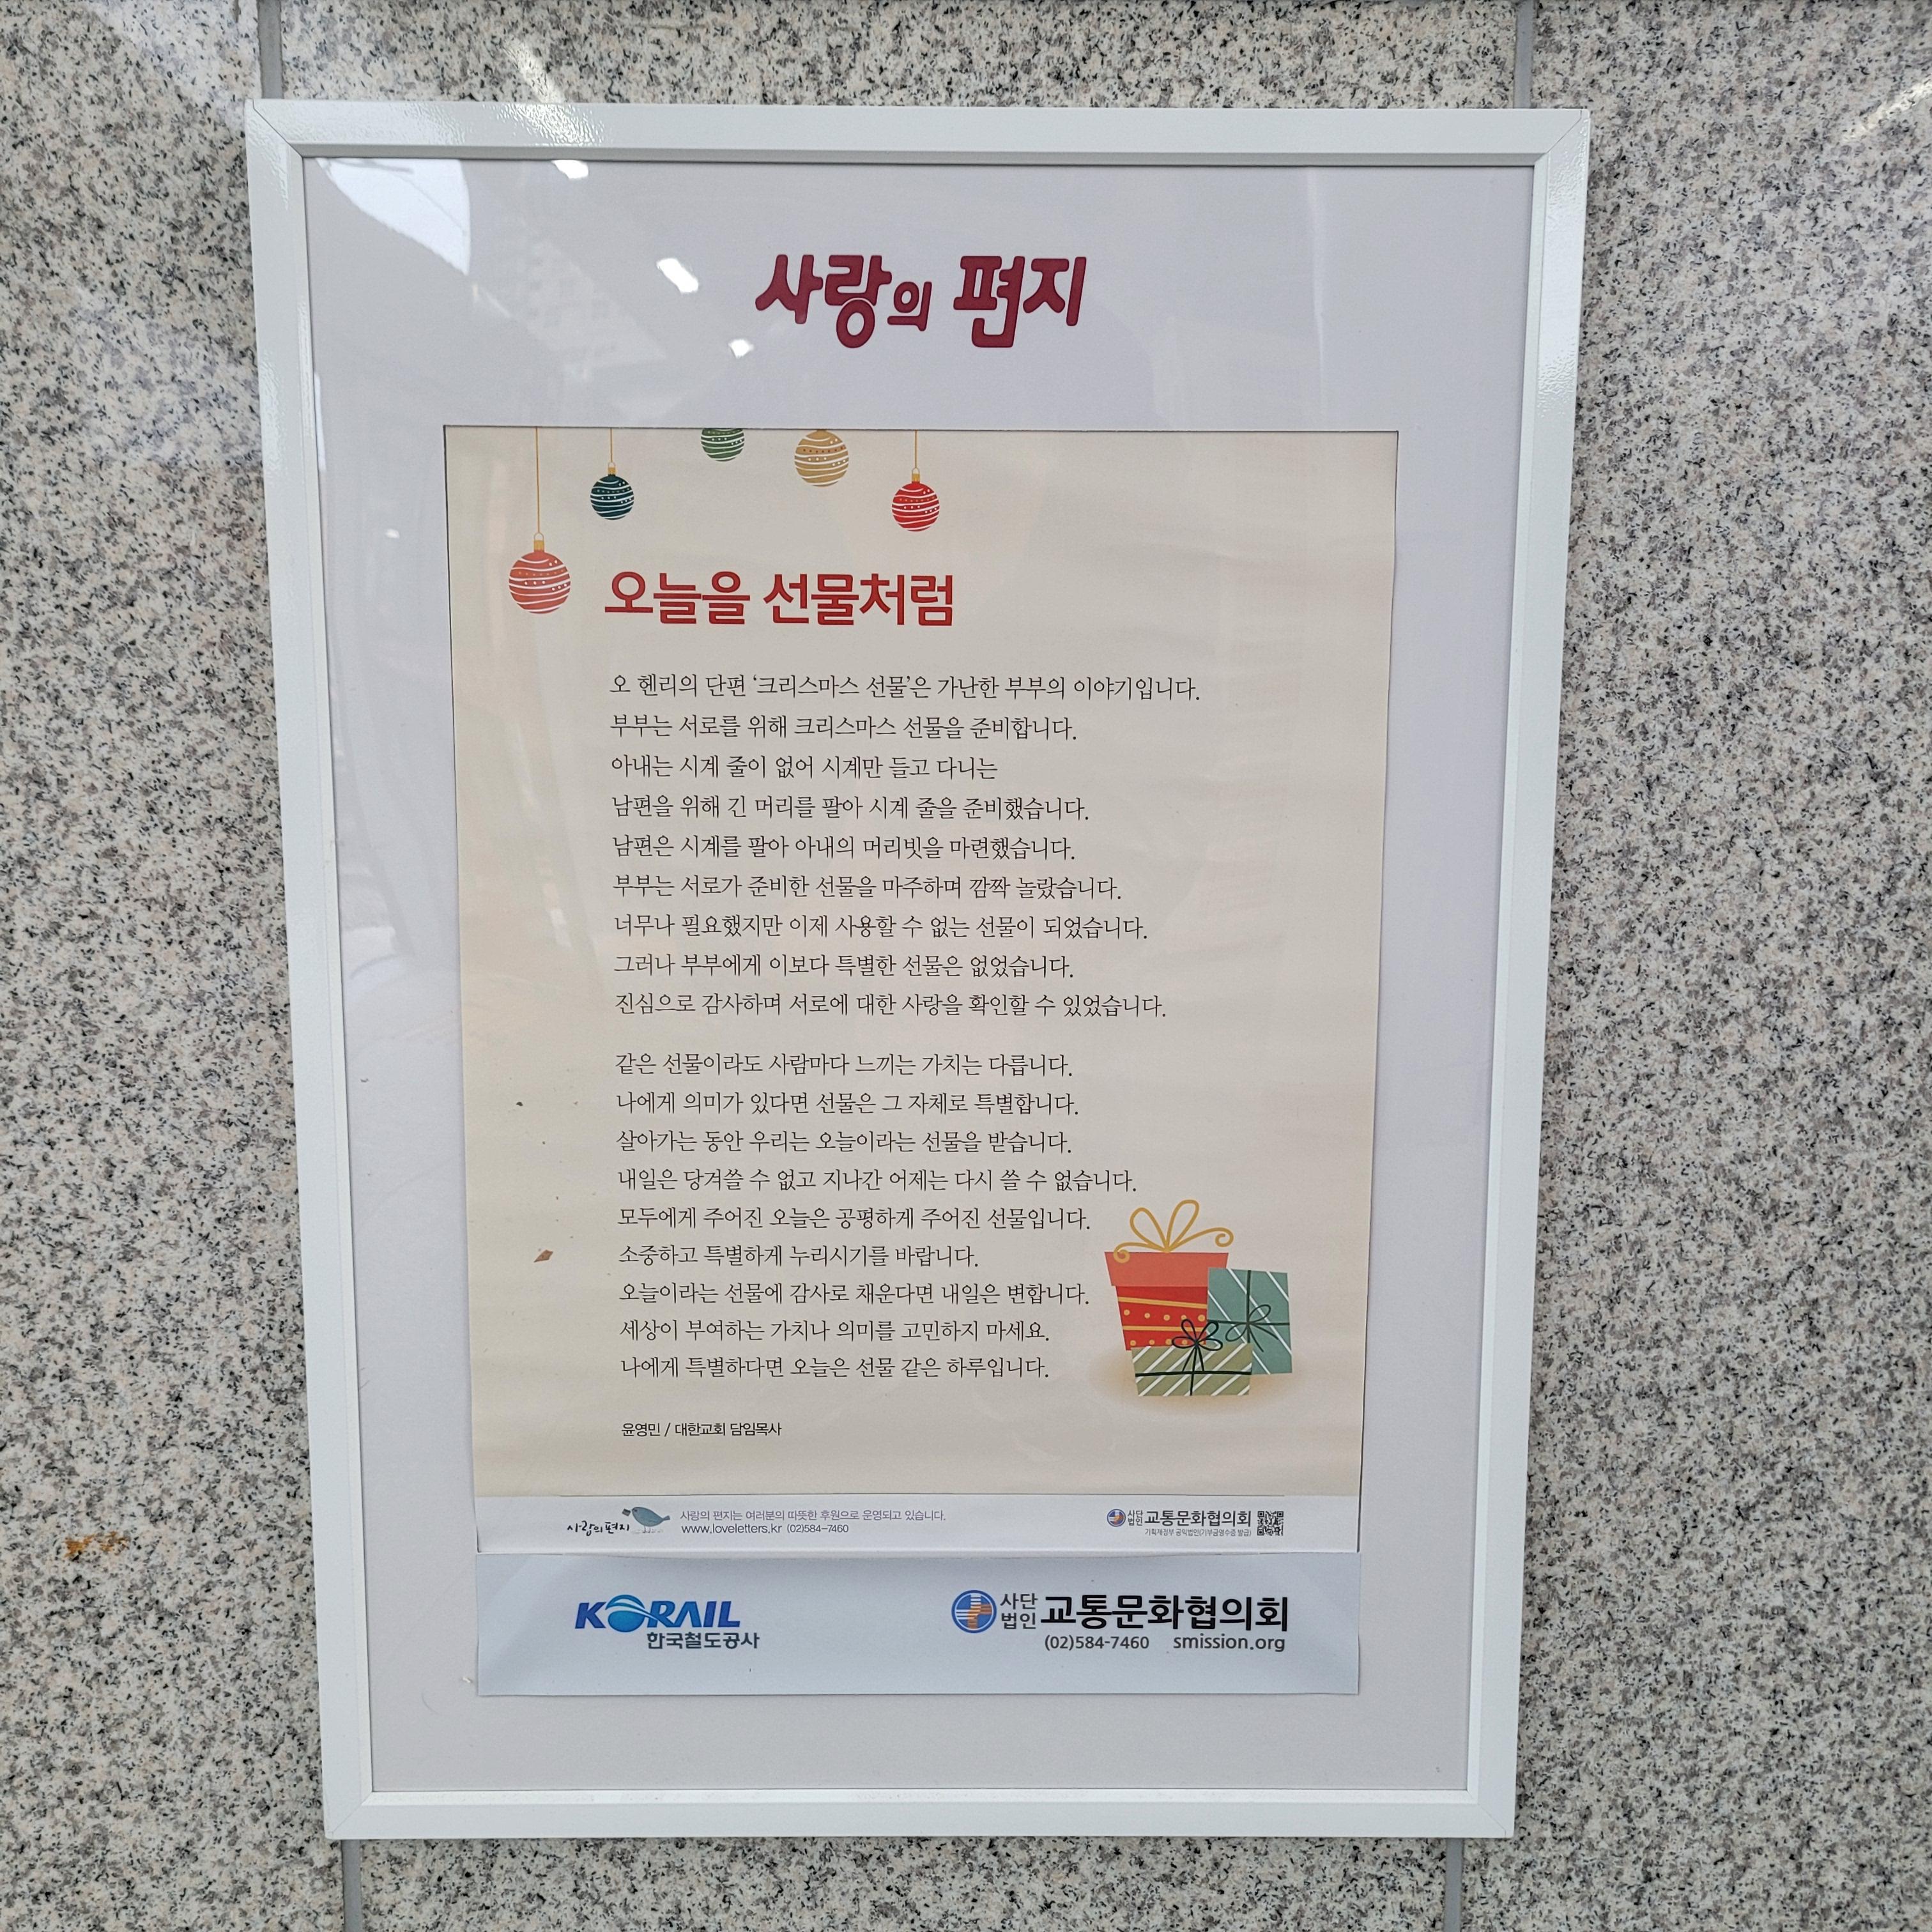 사랑의 편지
오늘을 선물처럼
오 헨리의 단편 ‘크리스마스 선물’은 가난한 부부의 이야기입니다.
부부는 서로를 위해 크리스마스 선물을 준비합니다.
아내는 시계 줄이 없어 시계만 들고 다니는
남편을 위해 긴 머리를 팔아 시계 줄을 준비했습니다.
남편은 시계를 팔아 아내의 머리빗을 마련했습니다.
부부는 서로가 준비한 선물을 마주하며 깜짝 놀랐습니다.
너무나 필요했지만 이제 사용할 수 없는 선물이 되었습니다.
그러나 부부에게 이보다 특별한 선물은 없었습니다.
진심으로 감사하며 서로에 대한 사랑을 확인할 수 있었습니다.
같은 선물이라도 사람마다 느끼는 가치는 다릅니다.
나에게 의미가 있다면 선물은 그 자체로 특별합니다.
살아가는 동안 우리는 오늘이라는 선물을 받습니다.
내일은 당겨쓸 수 없고 지나간 어제는 다시 쓸 수 없습니다.
모두에게 주어진 오늘은 공평하게 주어진 선물입니다.
소중하고 특별하게 누리시기를 바랍니다.
오늘이라는 선물에 감사로 채운다면 내일은 변합니다.
세상이 부여하는 가치나 의미를 고민하지 마세요.
나에게 특별하다면 오늘은 선물 같은 하루입니다.
윤영민 / 대한교회 담임목사
사랑의 편지
사랑의 편지는 여러분의 따뜻한 후원으로 운영되고 있습니다.
www.loveletters.kr (02)584-7460
사단법인 교통문화협의회
기획재정부 공익법인(기부금영수증 발급)
KORAIL
한국철도공사
사단법인 교통문화협의회
(02)584-7460 smission.org